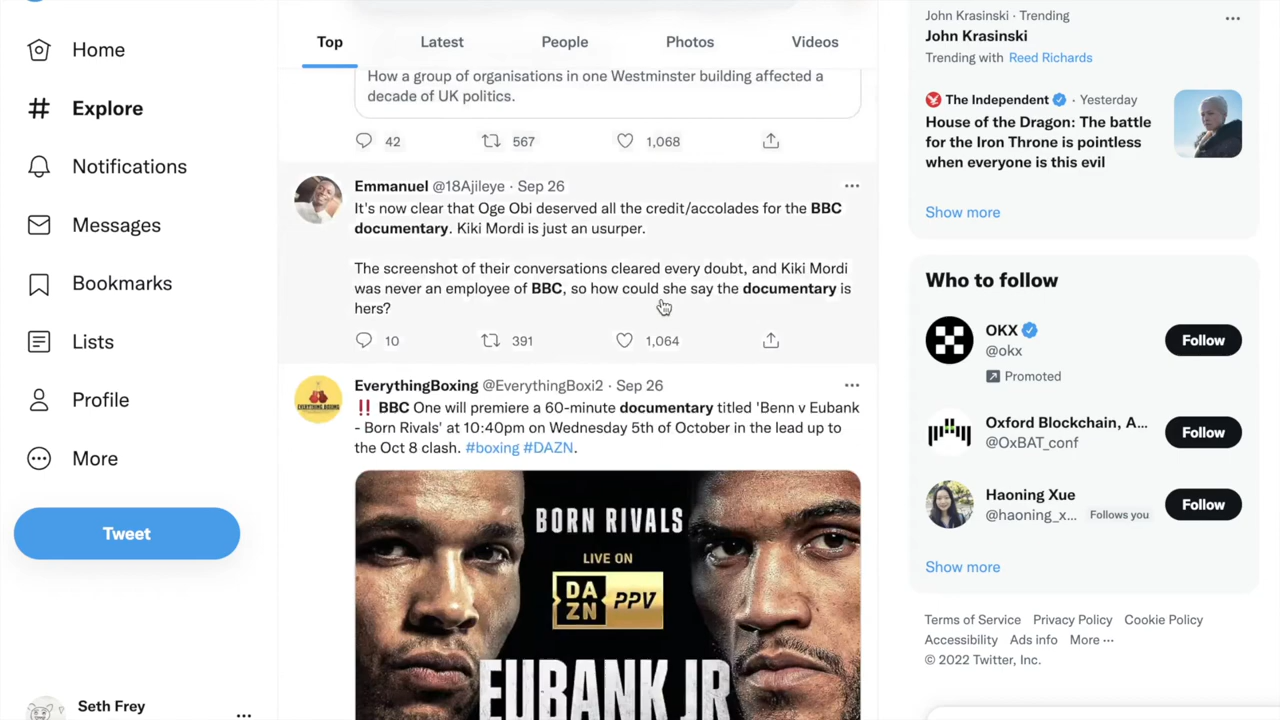 Home
Explore
Notifications
Messages
Bookmarks
Lists
Profile
More
Tweet
Seth Frey
Top
Latest
People
Photos
Videos
How a group of organisations in one Westminster building affected a
decade of UK politics.
42
567
1,068
Emmanuel @18Ajileye · Sep 26
It's now clear that Oge Obi deserved all the credit/accolades for the BBC
documentary. Kiki Mordi is just an usurper.
The screenshot of their conversations cleared every doubt, and Kiki Mordi
was never an employee of BBC, so how could she say the documentary is
hers?
10
391
1,064
EverythingBoxing @EverythingBoxi2 · Sep 26
‼️ BBC One will premiere a 60-minute documentary titled 'Benn v Eubank
- Born Rivals' at 10:40pm on Wednesday 5th of October in the lead up to
the Oct 8 clash. #boxing #DAZN.
EVERYTHING BOXING
BORN RIVALS
LIVE ON
DA
ZN
PPV
EUBANK JR
John Krasinski · Trending
John Krasinski
Trending with Reed Richards
The Independent · Yesterday
House of the Dragon: The battle
for the Iron Throne is pointless
when everyone is this evil
Show more
Who to follow
OKX
@okx
Promoted
Follow
Oxford Blockchain, A...
@OxBAT_conf
Follow
Haoning Xue
@haoning_x... Follows you
Follow
Show more
Terms of Service Privacy Policy Cookie Policy
Accessibility Ads info More ···
© 2022 Twitter, Inc.